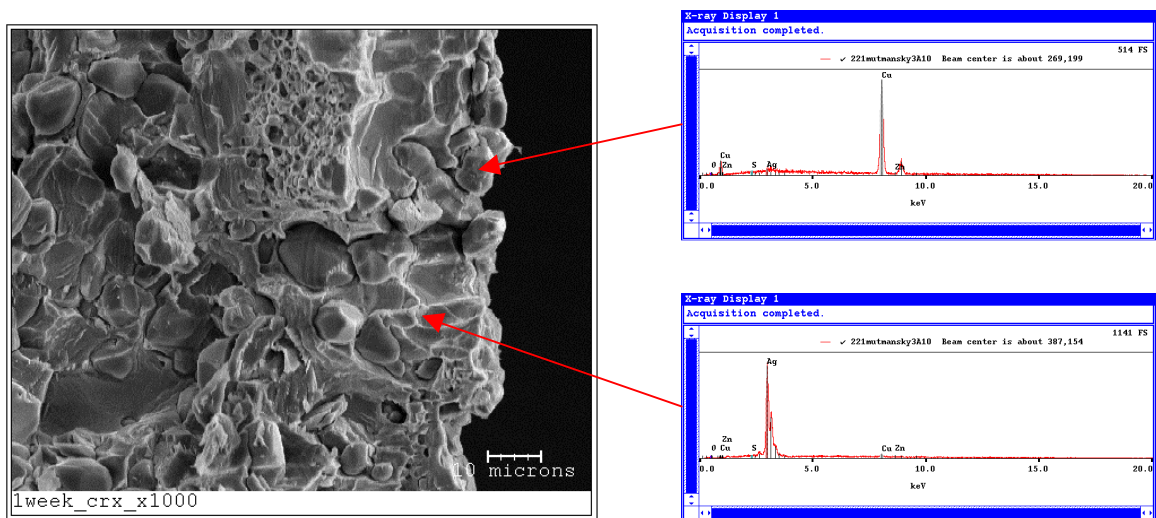 10 microns
1week_crx_x1000
X-ray Display 1
Acquisition completed.
514 FS
221mutmansky3A10 Beam center is about 269,199
Cu
Cu
O Zn S Ag Zn
0.0 5.0 10.0 15.0 20.0
keV
X-ray Display 1
Acquisition completed.
1141 FS
221mutmansky3A10 Beam center is about 387,154
Ag
Zn
O Cu S Cu Zn
0.0 5.0 10.0 15.0 20.0
keV